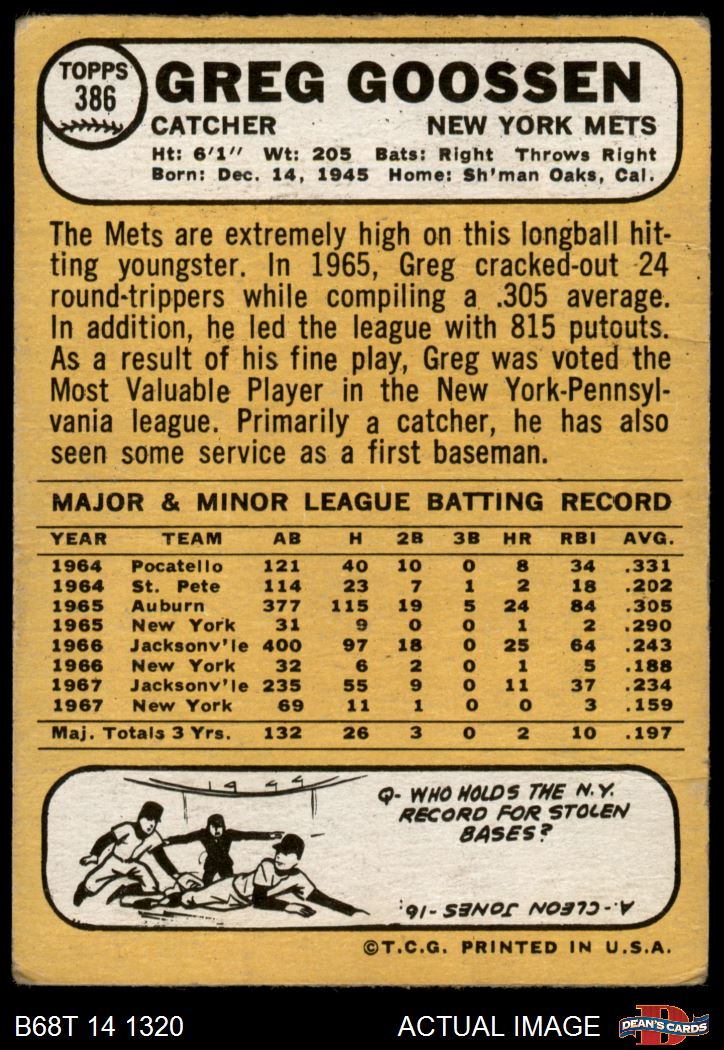 TOPPS
386
GREG GOOSSEN
CATCHER NEW YORK METS
Ht: 6'1" Wt: 205 Bats: Right Throws Right
Born: Dec. 14, 1945 Home: Sh'man Oaks, Cal.
The Mets are extremely high on this longball hit-
ting youngster. In 1965, Greg cracked-out 24
round-trippers while compiling a .305 average.
In addition, he led the league with 815 putouts.
As a result of his fine play, Greg was voted the
Most Valuable Player in the New York-Pennsyl-
vania league. Primarily a catcher, he has also
seen some service as a first baseman.
MAJOR & MINOR LEAGUE BATTING RECORD
YEAR TEAM AB H 2B 3B HR RBI AVG.
1964 Pocatello 121 40 10 0 8 34 .331
1964 St. Pete 114 23 7 1 2 18 .202
1965 Auburn 377 115 19 5 24 84 .305
1965 New York 31 9 0 0 1 2 .290
1966 Jacksonv'le 400 97 18 0 25 64 .243
1966 New York 32 6 2 0 1 5 .188
1967 Jacksonv'le 235 55 9 0 11 37 .234
1967 New York 69 11 1 0 0 3 .159
Maj. Totals 3 Yrs. 132 26 3 0 2 10 .197
Q- WHO HOLDS THE N.Y.
RECORD FOR STOLEN
BASES?
A.- CLEON JONES -16.
©T.C.G. PRINTED IN U.S.A.
B68T 14 1320 ACTUAL IMAGE
D
DEAN'S CARDS